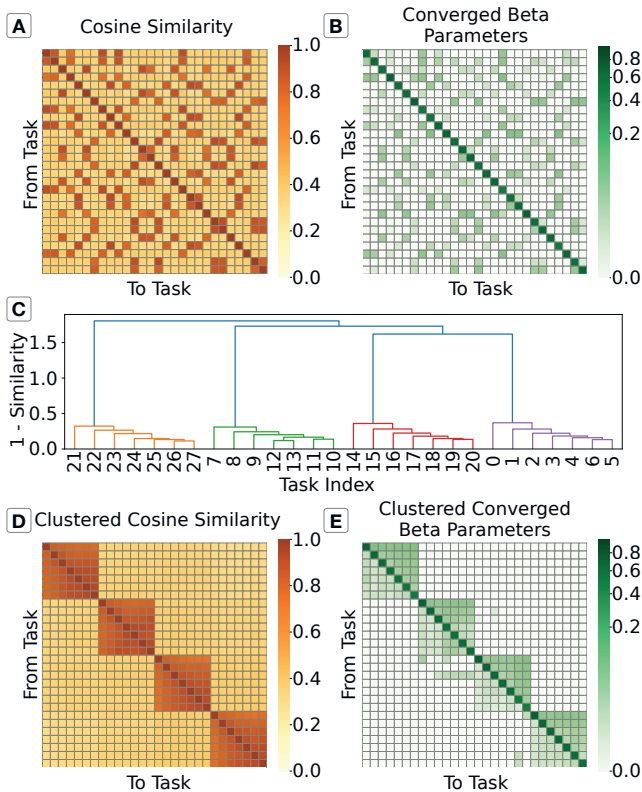 A
Cosine Similarity
1.0
0.8
0.6
0.4
0.2
0.0
From Task
To Task
B
Converged Beta
Parameters
0.8
0.6
0.4
0.2
0.0
From Task
To Task
C
1 - Similarity
1.5
1.0
0.5
0.0
21 22 23 24 25 26 27 7 8 9 12 13 11 10 14 15 16 17 18 19 20 0 1 2 3 4 6 5
Task Index
D
Clustered Cosine Similarity
1.0
0.8
0.6
0.4
0.2
0.0
From Task
To Task
E
Clustered Converged
Beta Parameters
0.8
0.6
0.4
0.2
0.0
From Task
To Task